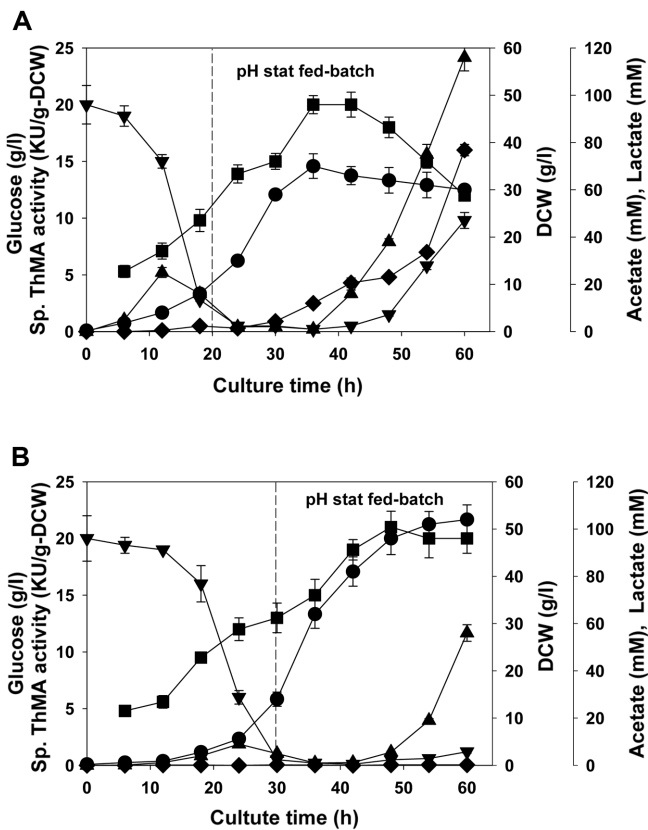 A
pH stat fed-batch
25
20
15
10
5
0
Glucose (g/l)
Sp. ThMA activity (KU/g-DCW)
60
50
40
30
20
10
0
DCW (g/l)
120
100
80
60
40
20
0
Acetate (mM), Lactate (mM)
0 10 20 30 40 50 60
Culture time (h)
B
pH stat fed-batch
25
20
15
10
5
0
Glucose (g/l)
Sp. ThMA activity (KU/g-DCW)
60
50
40
30
20
10
0
DCW (g/l)
120
100
80
60
40
20
0
Acetate (mM), Lactate (mM)
0 10 20 30 40 50 60
Cultute time (h)